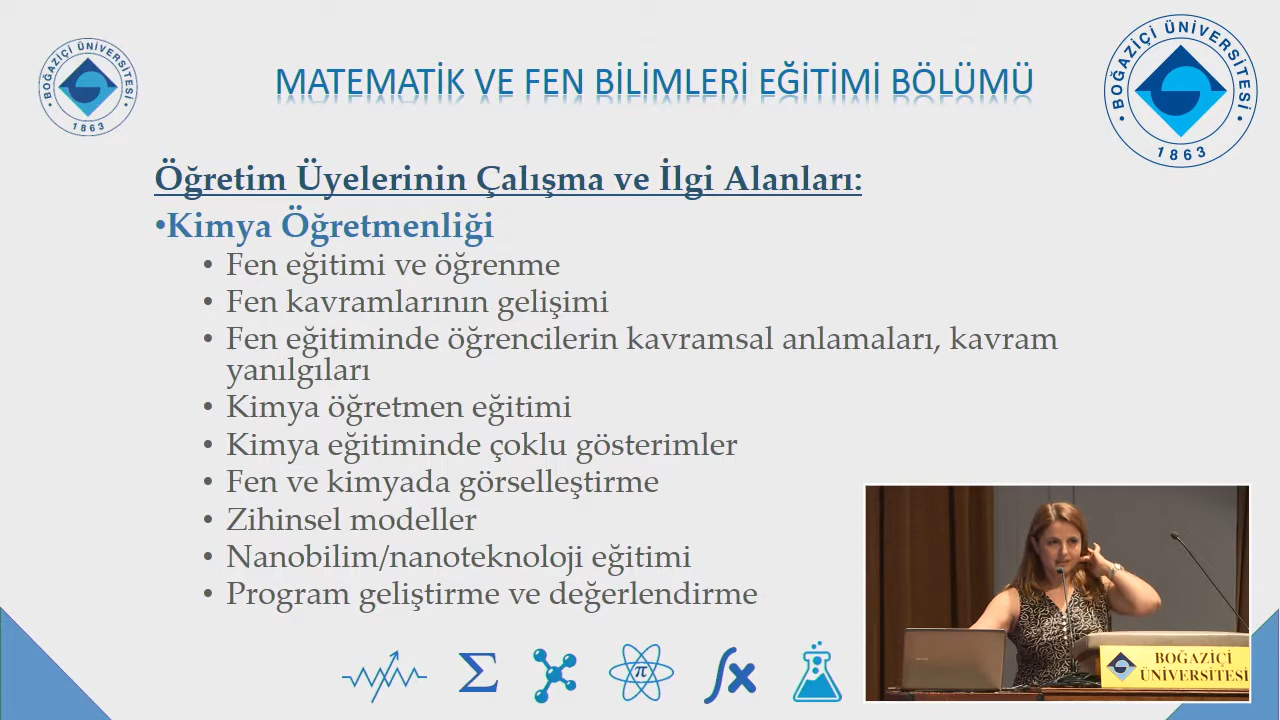 BOĞAZİÇİ ÜNİVERSİTESİ
1863
MATEMATİK VE FEN BİLİMLERİ EĞİTİMİ BÖLÜMÜ
BOĞAZİÇİ ÜNİVERSİTESİ
1863
Öğretim Üyelerinin Çalışma ve İlgi Alanları:
•Kimya Öğretmenliği
• Fen eğitimi ve öğrenme
• Fen kavramlarının gelişimi
• Fen eğitiminde öğrencilerin kavramsal anlamaları, kavram
yanılgıları
• Kimya öğretmen eğitimi
• Kimya eğitiminde çoklu gösterimler
• Fen ve kimyada görselleştirme
• Zihinsel modeller
• Nanobilim/nanoteknoloji eğitimi
• Program geliştirme ve değerlendirme
Σ
π
∫x
BOĞAZİÇİ
ÜNİVERSİTESİ